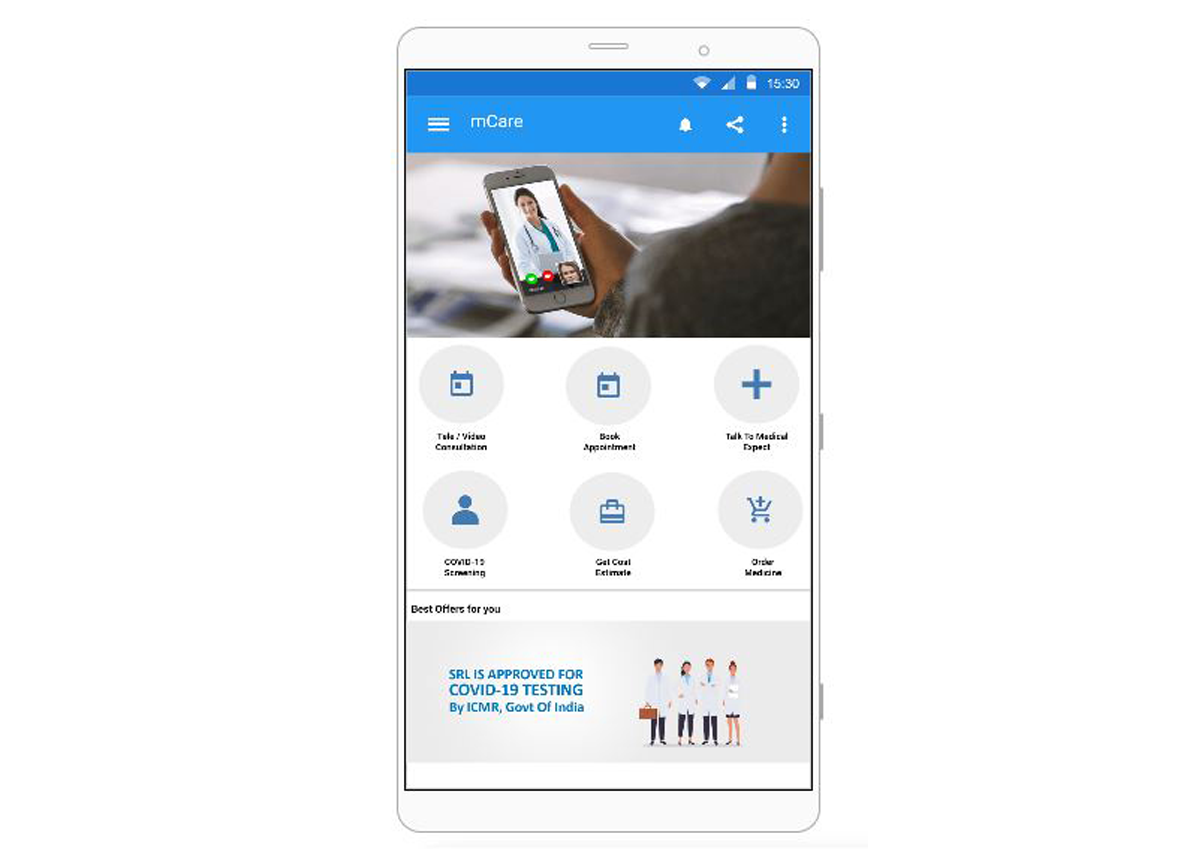 15:30
mCare
Tele / Video
Consultation
Book
Appointment
Talk To Medical
Expect
COVID-19
Screening
Get Cost
Estimate
Order
Medicine
Best Offers for you
SRL IS APPROVED FOR
COVID-19 TESTING
By ICMR, Govt Of India